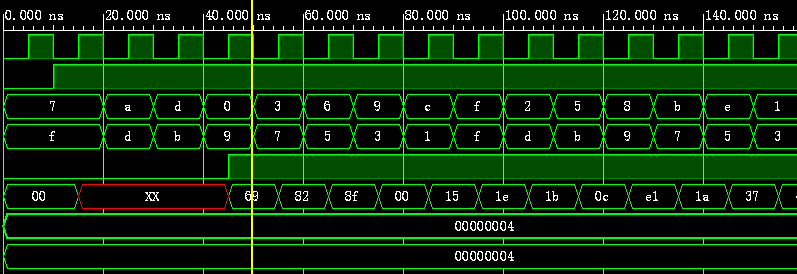 0.000 ns 20.000 ns 40.000 ns 60.000 ns 80.000 ns 100.000 ns 120.000 ns 140.000 ns
7 a d 0 3 6 9 c f 2 5 8 b e 1
f d b 9 7 5 3 1 f d b 9 7 5 3
00 XX 69 82 8f 00 15 1e 1b 0c e1 1a 37
00000004
00000004